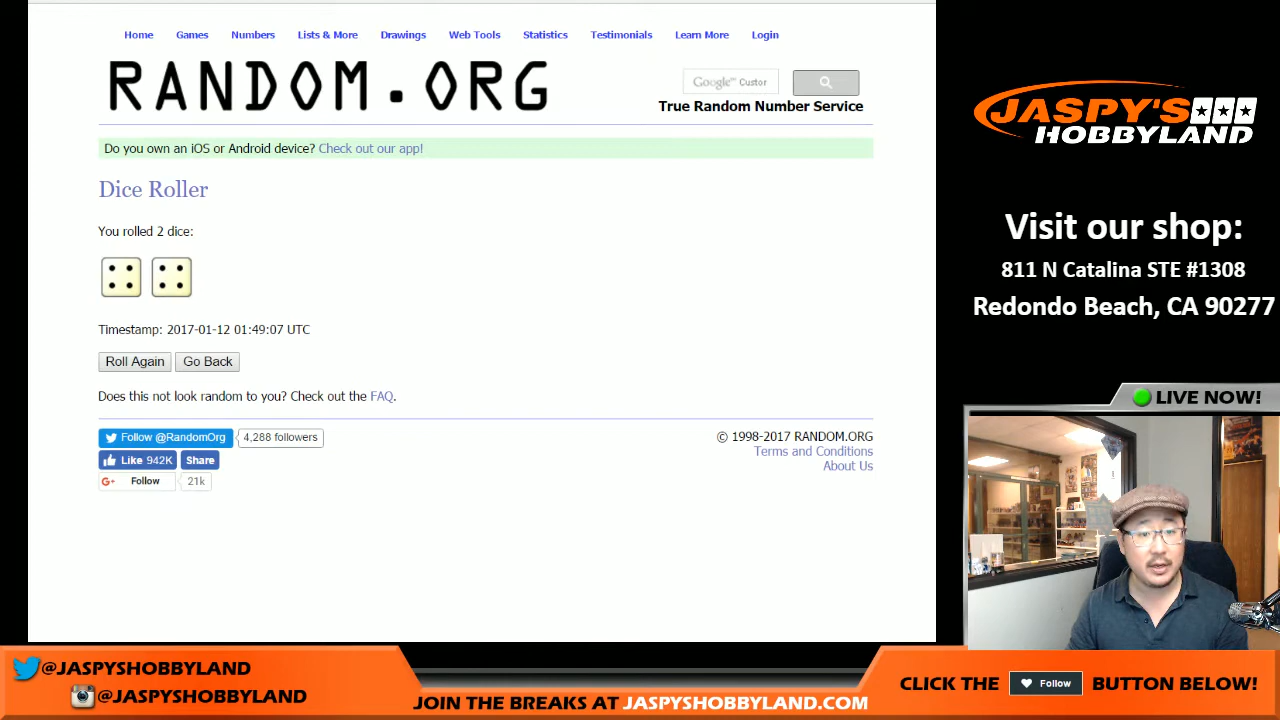 Home Games Numbers Lists & More Drawings Web Tools Statistics Testimonials Learn More Login
RANDOM.ORG
Google™ Custor
True Random Number Service
Do you own an iOS or Android device? Check out our app!
Dice Roller
You rolled 2 dice:
Timestamp: 2017-01-12 01:49:07 UTC
Roll Again Go Back
Does this not look random to you? Check out the FAQ.
Follow @RandomOrg 4,288 followers
Like 942K Share
G+ Follow 21k
© 1998-2017 RANDOM.ORG
Terms and Conditions
About Us
JASPY'S
HOBBYLAND
Visit our shop:
811 N Catalina STE #1308
Redondo Beach, CA 90277
LIVE NOW!
@JASPYSHOBBYLAND
@JASPYSHOBBYLAND
JOIN THE BREAKS AT JASPYSHOBBYLAND.COM
CLICK THE Follow BUTTON BELOW!